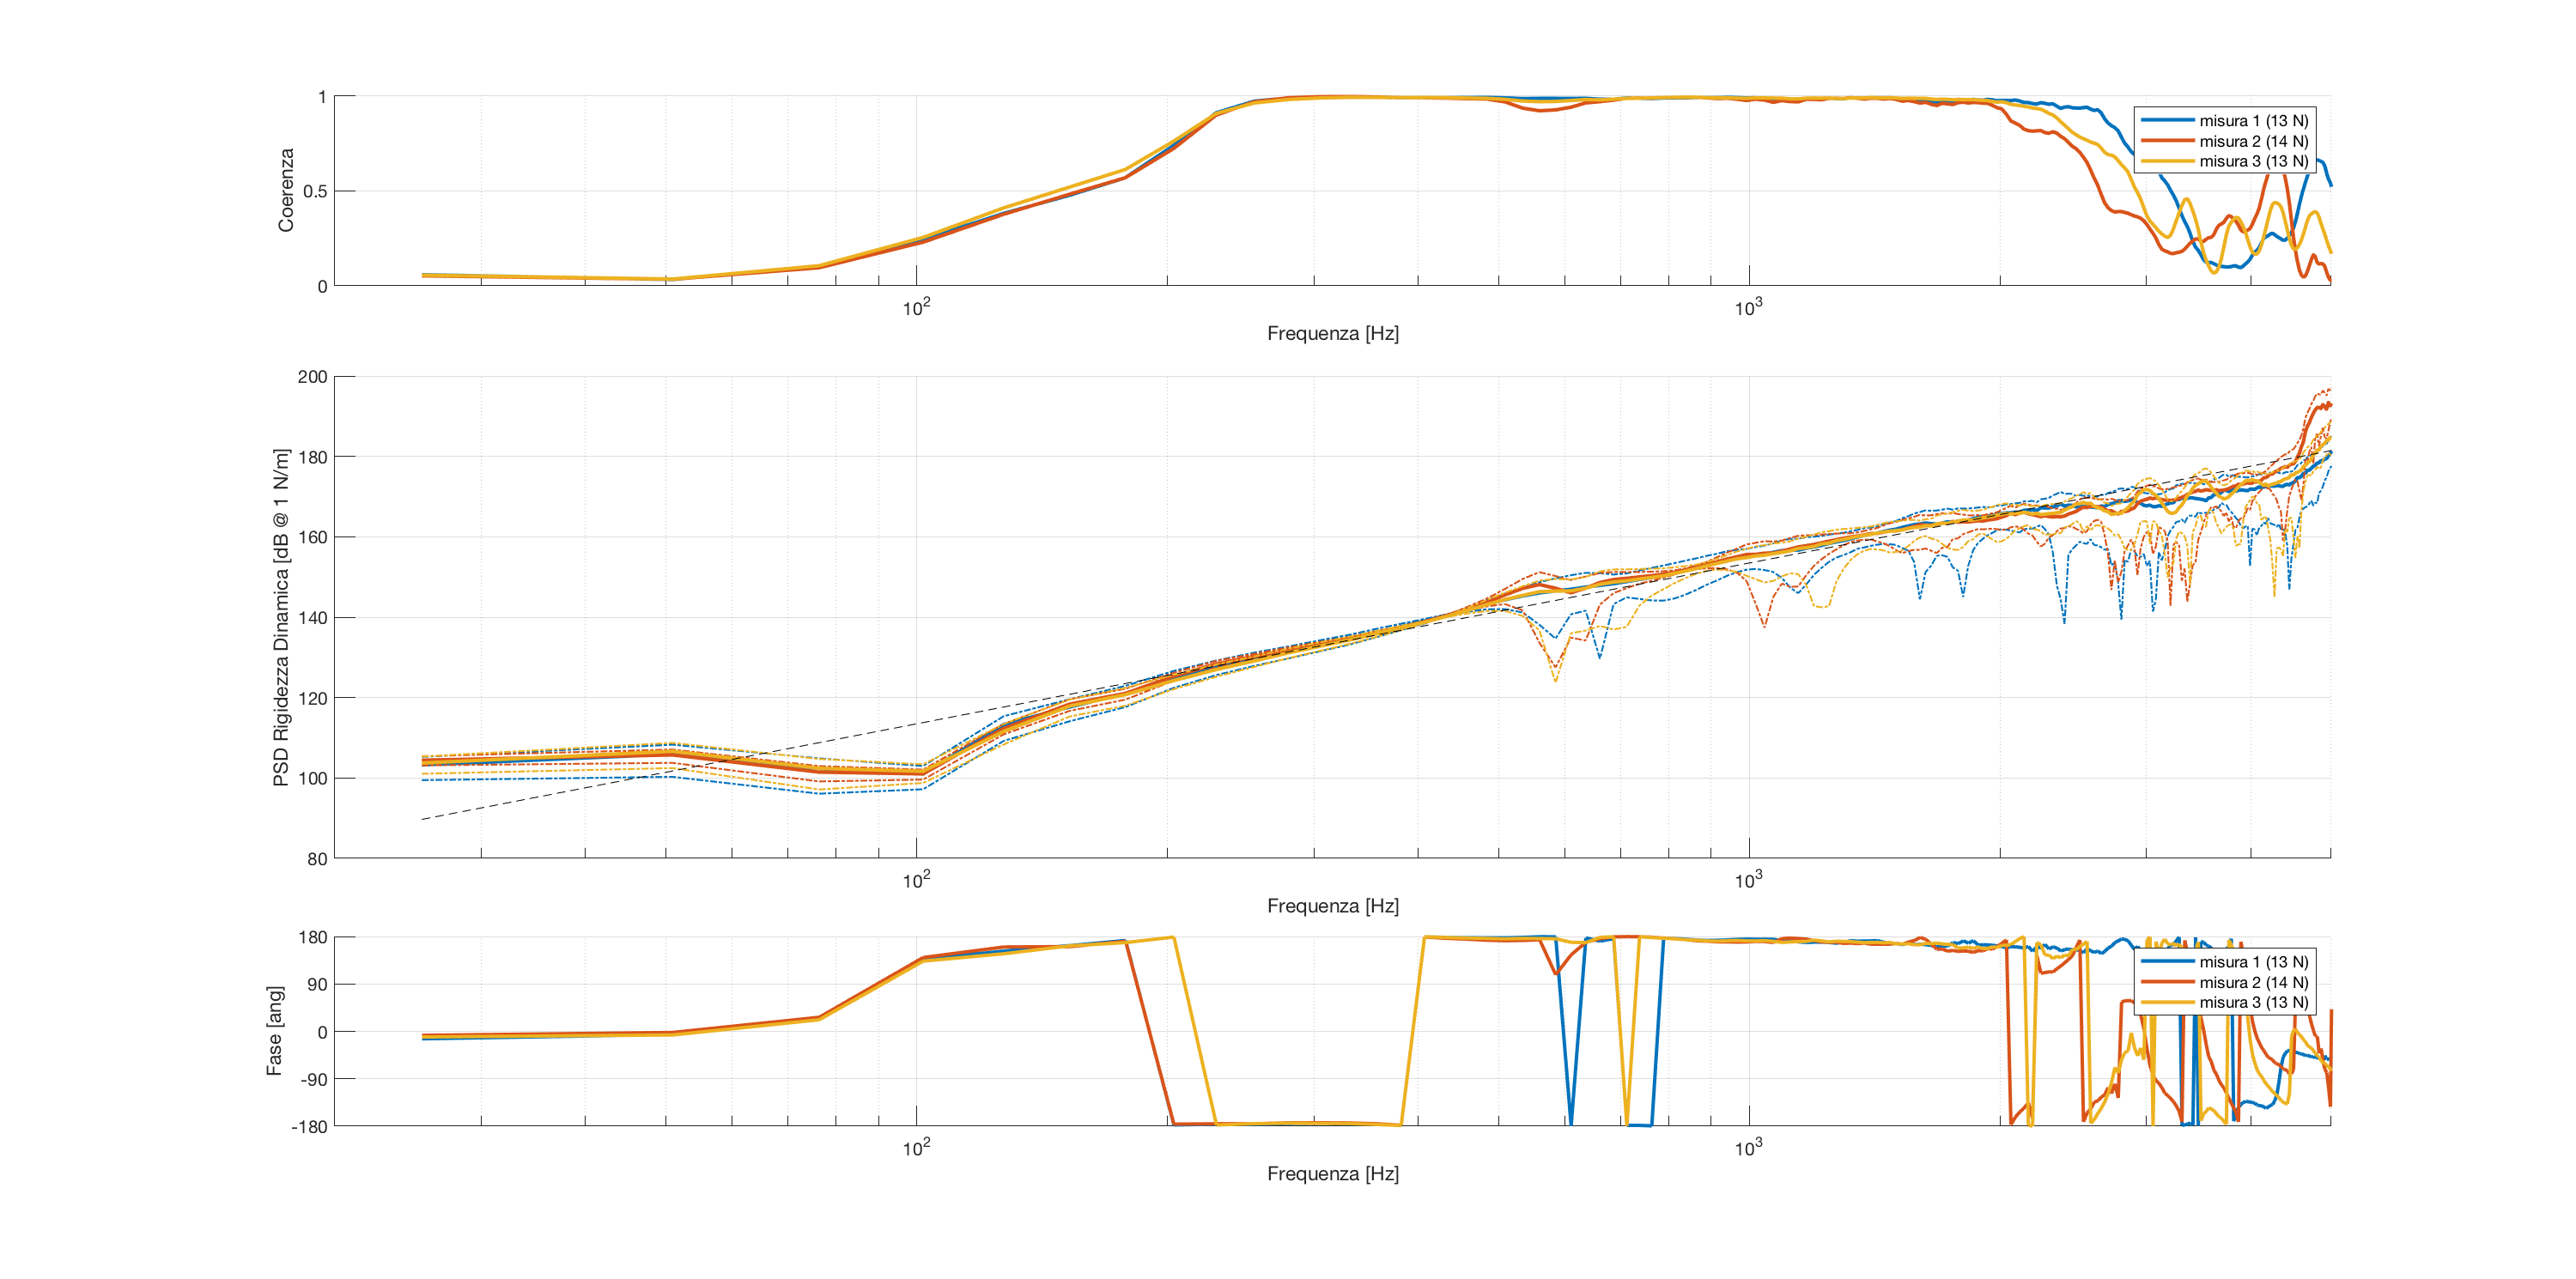 Coerenza
1
0.5
0
10^2
10^3
Frequenza [Hz]
misura 1 (13 N)
misura 2 (14 N)
misura 3 (13 N)
PSD Rigidezza Dinamica [dB @ 1 N/m]
200
180
160
140
120
100
80
10^2
10^3
Frequenza [Hz]
Fase [ang]
180
90
0
-90
-180
10^2
10^3
Frequenza [Hz]
misura 1 (13 N)
misura 2 (14 N)
misura 3 (13 N)